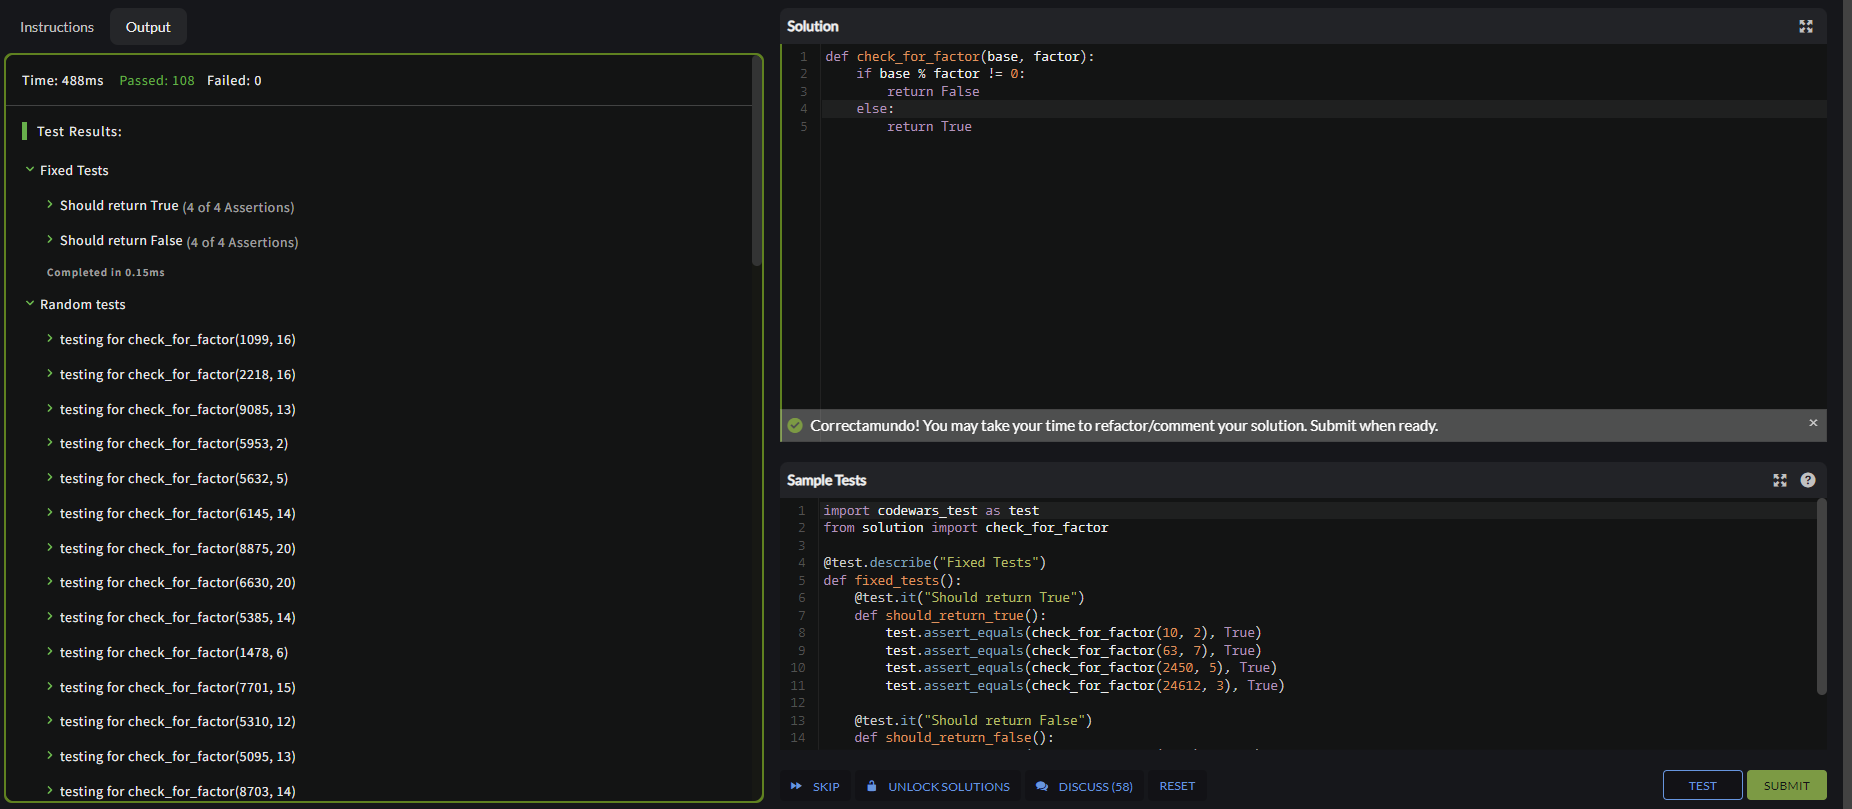 Instructions
Output
Time: 488ms Passed: 108 Failed: 0
Test Results:
Fixed Tests
Should return True (4 of 4 Assertions)
Should return False (4 of 4 Assertions)
Completed in 0.15ms
Random tests
testing for check_for_factor(1099, 16)
testing for check_for_factor(2218, 16)
testing for check_for_factor(9085, 13)
testing for check_for_factor(5953, 2)
testing for check_for_factor(5632, 5)
testing for check_for_factor(6145, 14)
testing for check_for_factor(8875, 20)
testing for check_for_factor(6630, 20)
testing for check_for_factor(5385, 14)
testing for check_for_factor(1478, 6)
testing for check_for_factor(7701, 15)
testing for check_for_factor(5310, 12)
testing for check_for_factor(5095, 13)
testing for check_for_factor(8703, 14)
Solution
1 def check_for_factor(base, factor):
2     if base % factor != 0:
3         return False
4     else:
5         return True
Correctamundo! You may take your time to refactor/comment your solution. Submit when ready.
Sample Tests
1 import codewars_test as test
2 from solution import check_for_factor
3
4 @test.describe("Fixed Tests")
5 def fixed_tests():
6     @test.it("Should return True")
7     def should_return_true():
8         test.assert_equals(check_for_factor(10, 2), True)
9         test.assert_equals(check_for_factor(63, 7), True)
10         test.assert_equals(check_for_factor(2450, 5), True)
11         test.assert_equals(check_for_factor(24612, 3), True)
12
13     @test.it("Should return False")
14     def should_return_false():
SKIP
UNLOCK SOLUTIONS
DISCUSS (58)
RESET
TEST
SUBMIT